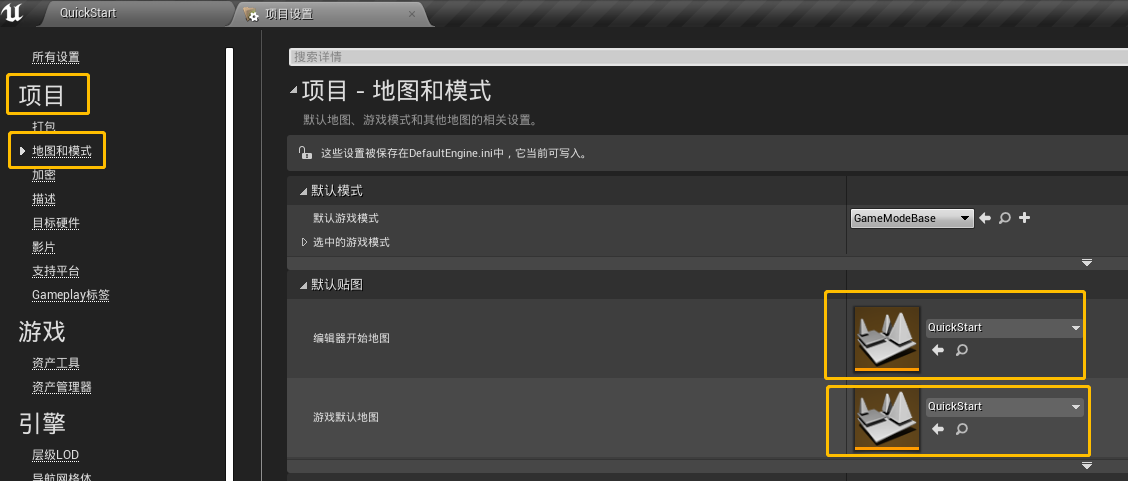 QuickStart
项目设置
所有设置
项目
打包
地图和模式
加密
描述
目标硬件
影片
支持平台
Gameplay标签
游戏
资产工具
资产管理器
引擎
层级LOD
导航网格体
搜索详情
项目 - 地图和模式
默认地图、游戏模式和其他地图的相关设置。
这些设置被保存在DefaultEngine.ini中，它当前可写入。
默认模式
默认游戏模式
GameModeBase
选中的游戏模式
默认贴图
编辑器开始地图
QuickStart
游戏默认地图
QuickStart